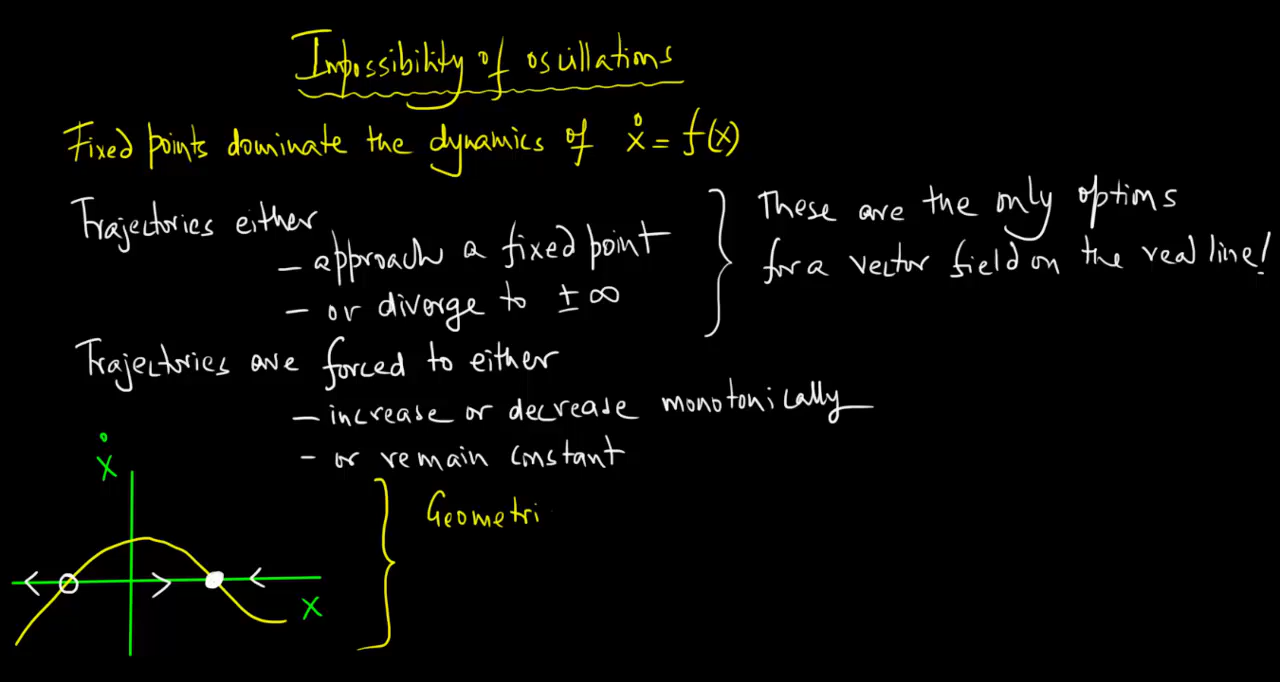 Impossibility of oscillations
Fixed points dominate the dynamics of ẋ = f(x)
Trajectories either
- approach a fixed point
- or diverge to ± ∞
These are the only options
for a vector field on the real line!
Trajectories are forced to either
- increase or decrease monotonically
- or remain constant
ẋ
Geometri
x